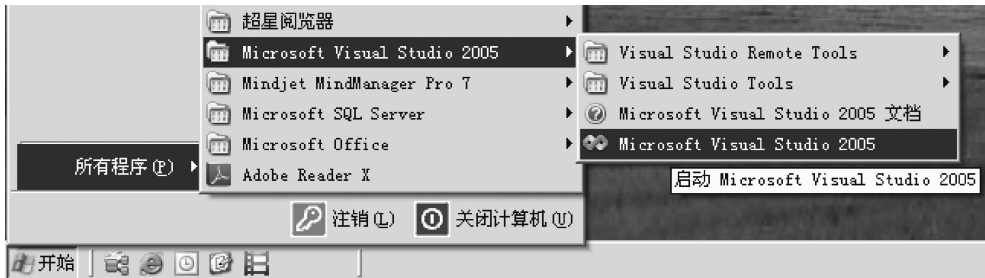 超星阅览器
Microsoft Visual Studio 2005
Mindjet MindManager Pro 7
Microsoft SQL Server
Microsoft Office
Adobe Reader X
所有程序(P)
Visual Studio Remote Tools
Visual Studio Tools
Microsoft Visual Studio 2005 文档
Microsoft Visual Studio 2005
启动 Microsoft Visual Studio 2005
注销(L)
关闭计算机(U)
开始